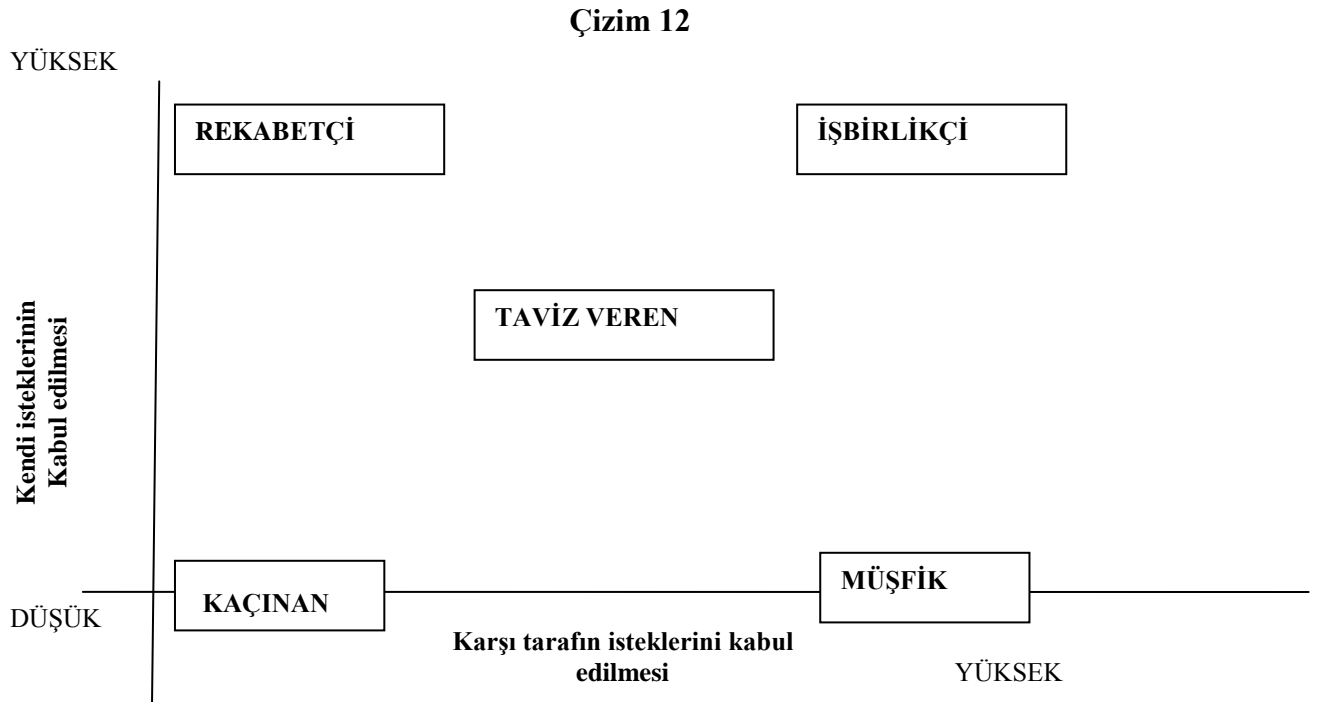 Çizim 12
YÜKSEK
REKABETÇİ
İŞBİRLİKÇİ
TAVİZ VEREN
Kendi isteklerinin
Kabul edilmesi
KAÇINAN
MÜŞFİK
DÜŞÜK
Karşı tarafın isteklerini kabul
edilmesi
YÜKSEK